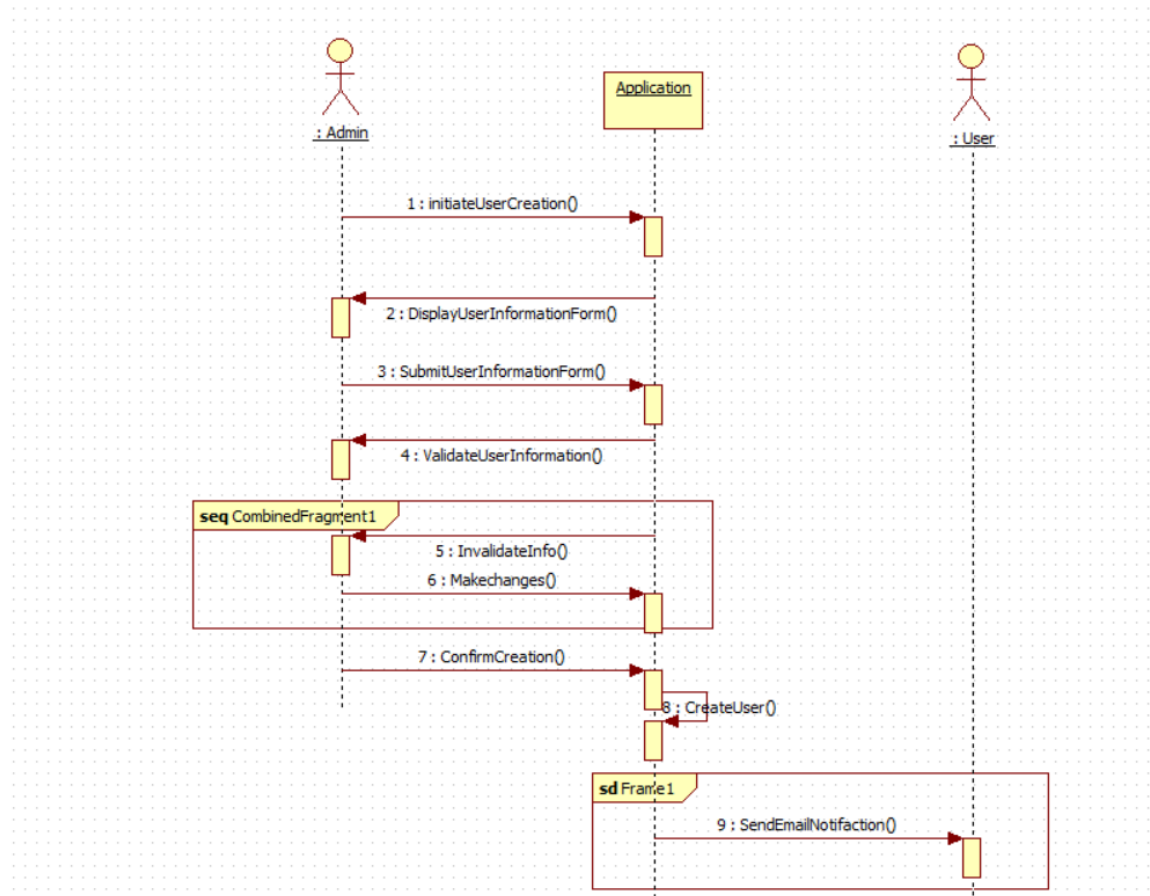 Application
: Admin
: User
1 : initiateUserCreation()
2 : DisplayUserInformationForm()
3 : SubmitUserInformationForm()
4 : ValidateUserInformation()
seq CombinedFragment1
5 : InvalidateInfo()
6 : Makechanges()
7 : ConfirmCreation()
8 : CreateUser()
sd Frame1
9 : SendEmailNotifaction()